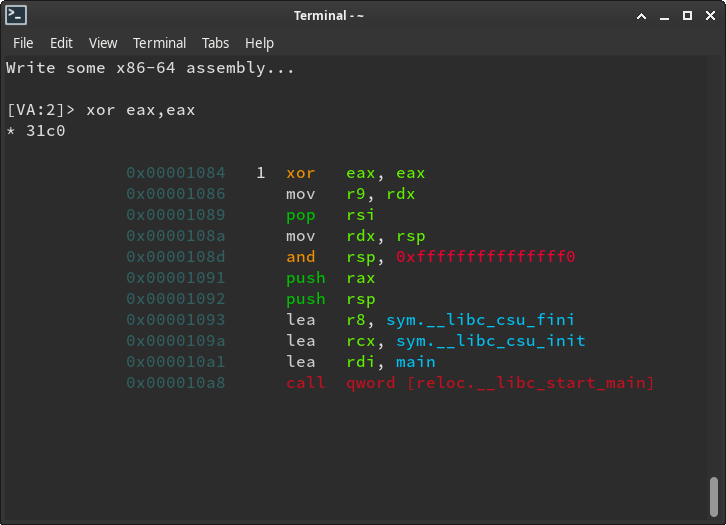 Terminal - ~
File Edit View Terminal Tabs Help
Write some x86-64 assembly...
[VA:2]> xor eax,eax
* 31c0
0x00001084 1 xor eax, eax
0x00001086 mov r9, rdx
0x00001089 pop rsi
0x0000108a mov rdx, rsp
0x0000108d and rsp, 0xfffffffffffffff0
0x00001091 push rax
0x00001092 push rsp
0x00001093 lea r8, sym.__libc_csu_fini
0x0000109a lea rcx, sym.__libc_csu_init
0x000010a1 lea rdi, main
0x000010a8 call qword [reloc.__libc_start_main]